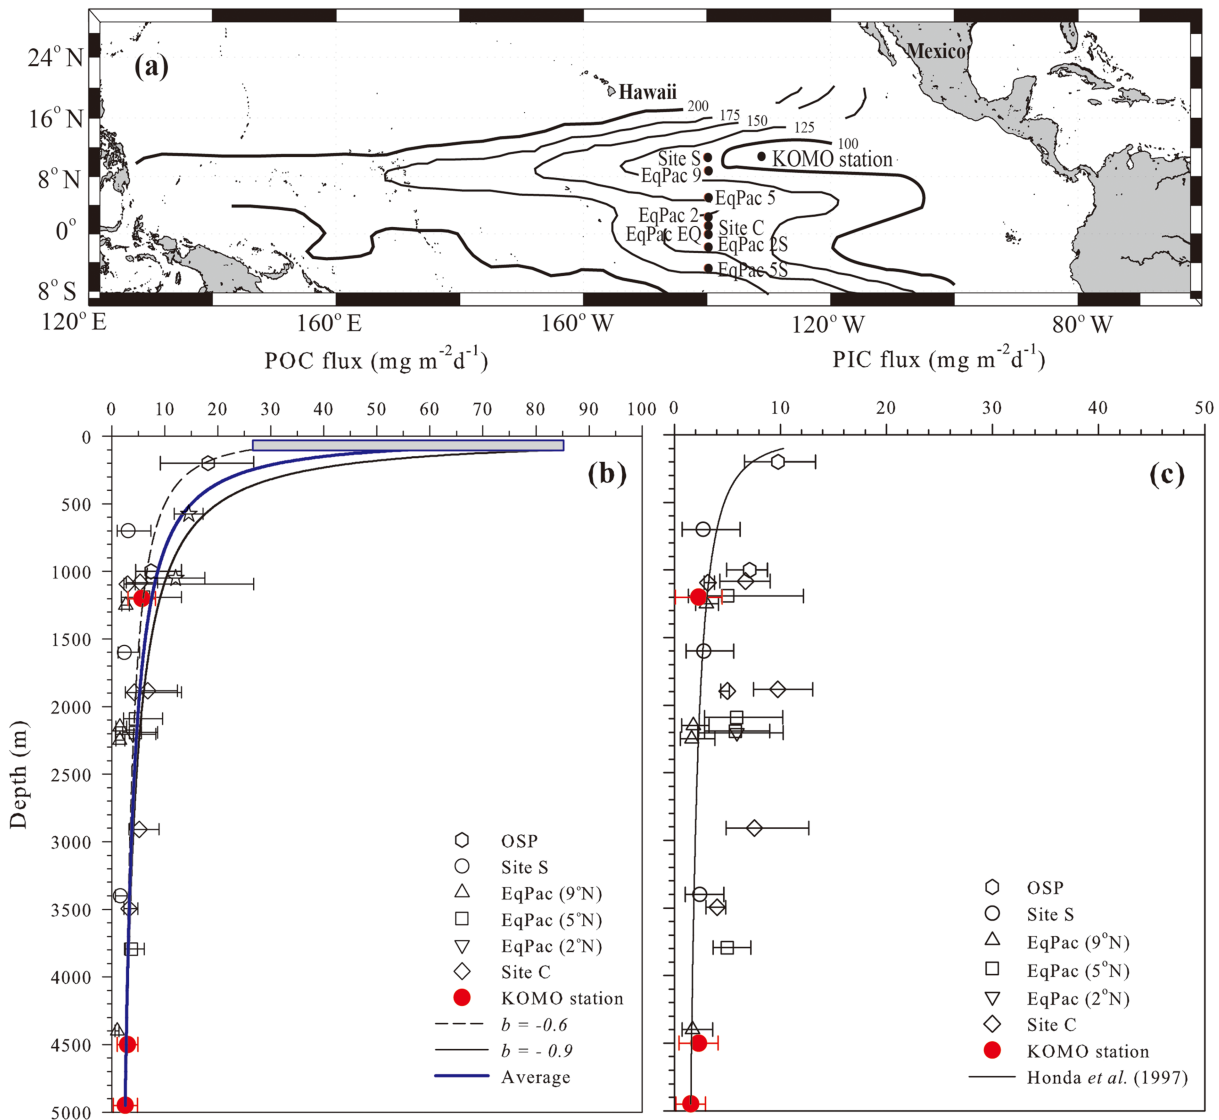 24° N
16° N
8° N
0°
8° S
(a)
Hawaii
Mexico
200
175
150
125
100
Site S
KOMO station
EqPac 9
EqPac 5
EqPac 2
Site C
EqPac EQ
EqPac 2S
EqPac 5S
120° E
160° E
160° W
120° W
80° W
POC flux (mg m⁻²d⁻¹)
PIC flux (mg m⁻²d⁻¹)
0 10 20 30 40 50 60 70 80 90 100
0 10 20 30 40 50
0
500
1000
1500
2000
2500
3000
3500
4000
4500
5000
Depth (m)
(b)
OSP
Site S
EqPac (9°N)
EqPac (5°N)
EqPac (2°N)
Site C
KOMO station
b = -0.6
b = - 0.9
Average
(c)
OSP
Site S
EqPac (9°N)
EqPac (5°N)
EqPac (2°N)
Site C
KOMO station
Honda et al. (1997)